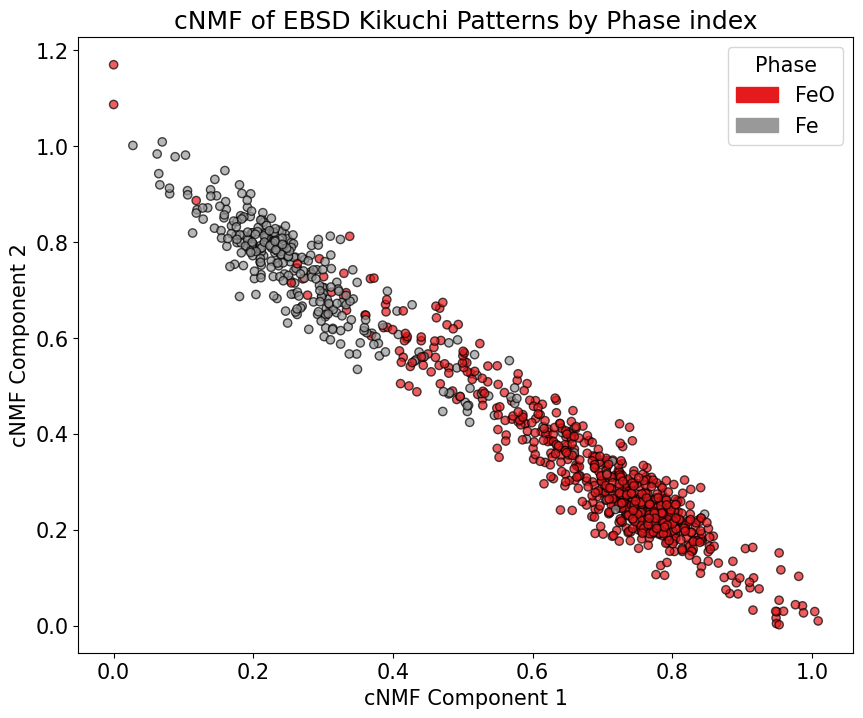 cNMF of EBSD Kikuchi Patterns by Phase index
Phase
FeO
Fe
cNMF Component 2
1.2
1.0
0.8
0.6
0.4
0.2
0.0
0.0 0.2 0.4 0.6 0.8 1.0
cNMF Component 1